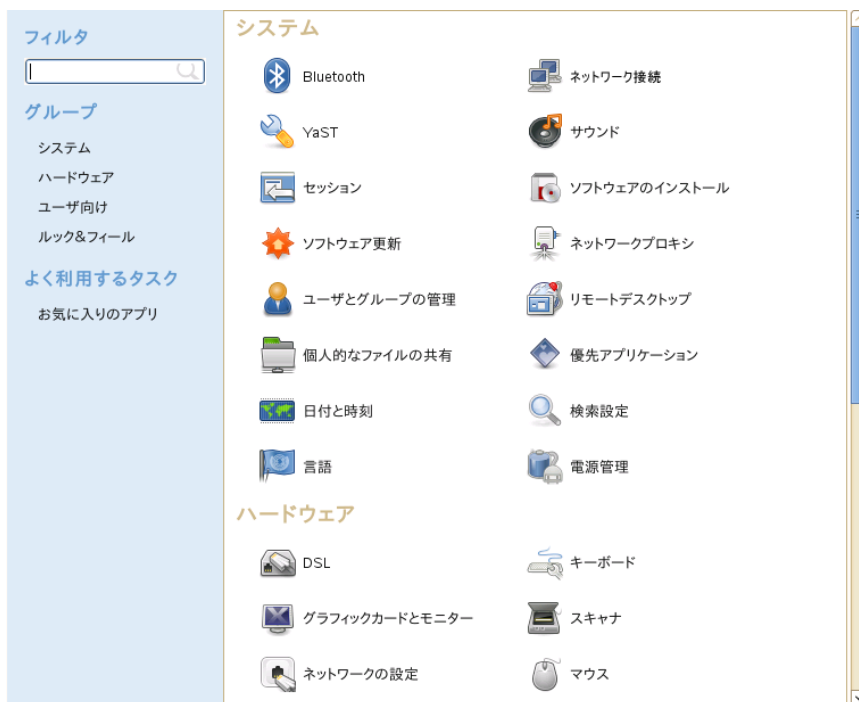 フィルタ
グループ
システム
ハードウェア
ユーザ向け
ルック&フィール
よく利用するタスク
お気に入りのアプリ
システム
Bluetooth
ネットワーク接続
YaST
サウンド
セッション
ソフトウェアのインストール
ソフトウェア更新
ネットワークプロキシ
ユーザとグループの管理
リモートデスクトップ
個人的なファイルの共有
優先アプリケーション
日付と時刻
検索設定
言語
電源管理
ハードウェア
DSL
キーボード
グラフィックカードとモニター
スキャナ
ネットワークの設定
マウス